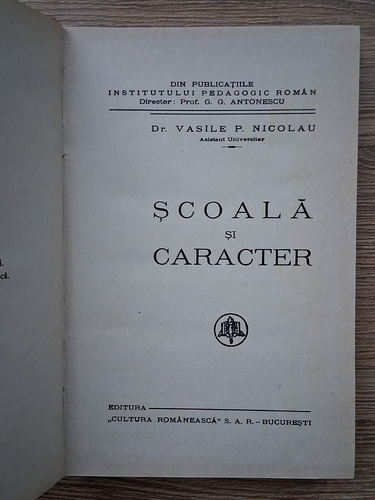 DIN PUBLICAȚIILE
INSTITUTULUI PEDAGOGIC ROMÂN
Director: Prof. G. G. ANTONESCU
Dr. VASILE P. NICOLAU
Asistent Universitar
ȘCOALĂ
ȘI
CARACTER
EDITURA
„CULTURA ROMÂNEASCĂ" S. A. R. – BUCUREȘTI